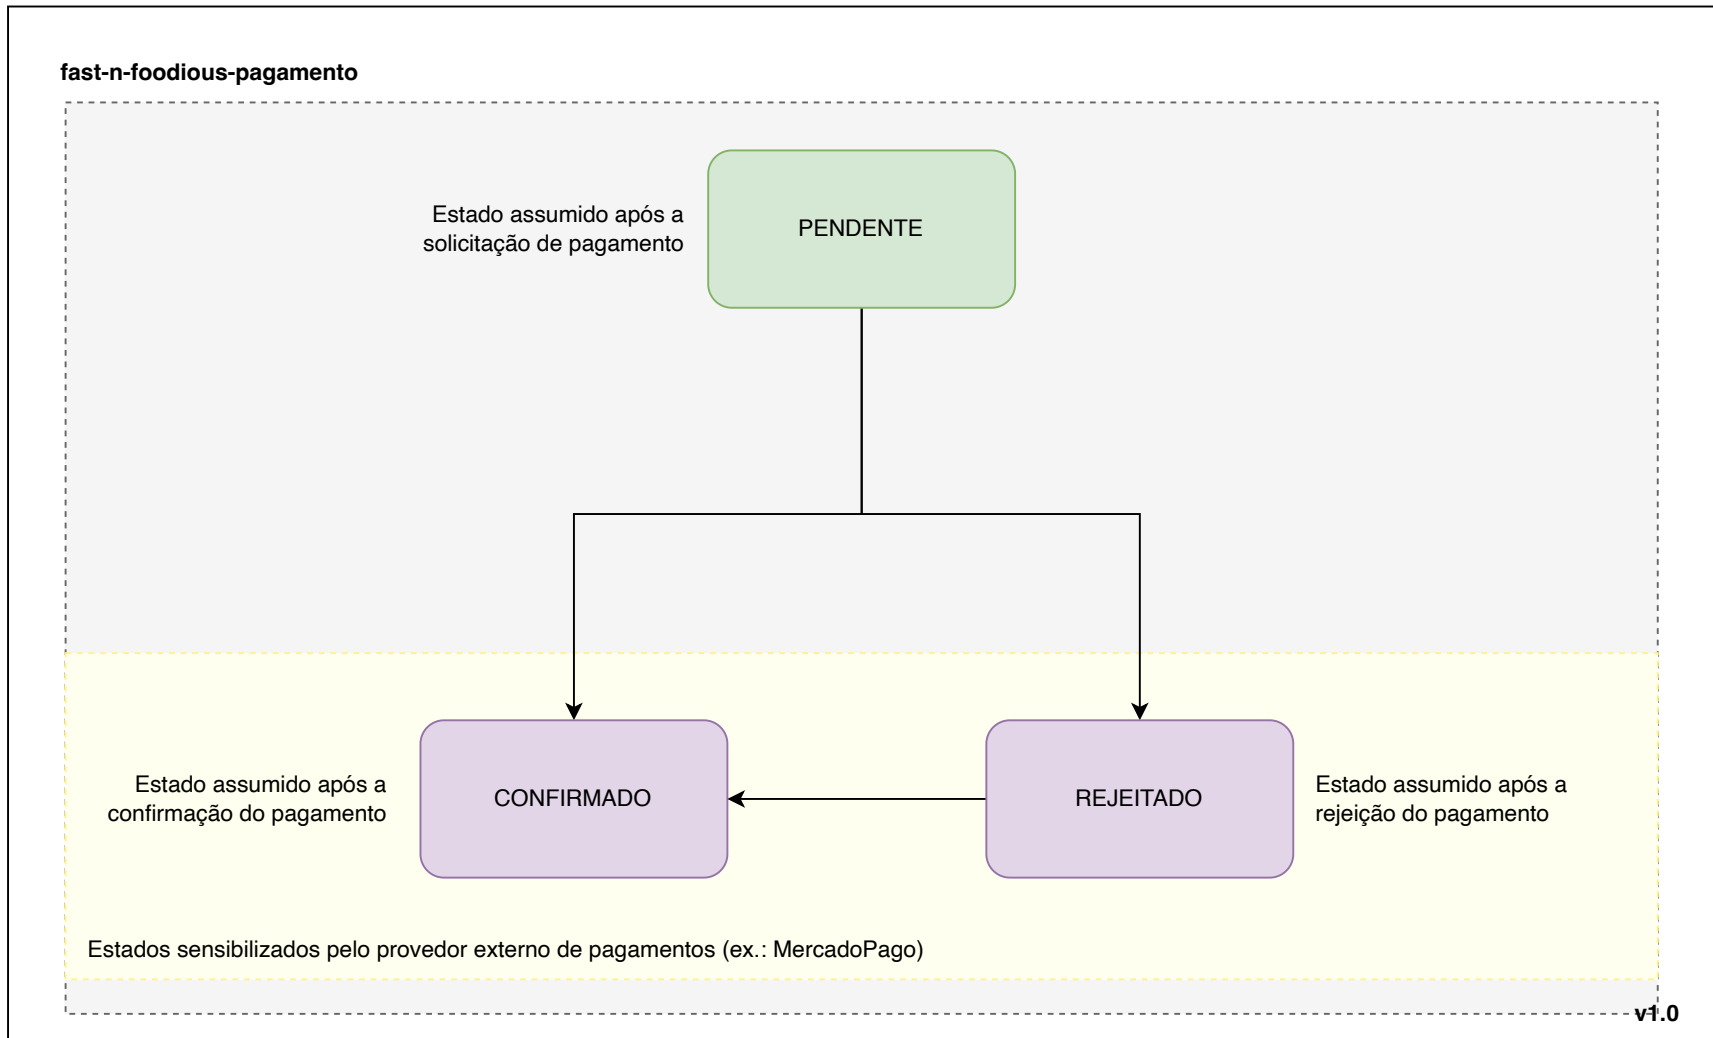 fast-n-foodious-pagamento
Estado assumido após a
solicitação de pagamento
PENDENTE
Estado assumido após a
confirmação do pagamento
CONFIRMADO
REJEITADO
Estado assumido após a
rejeição do pagamento
Estados sensibilizados pelo provedor externo de pagamentos (ex.: MercadoPago)
v1.0